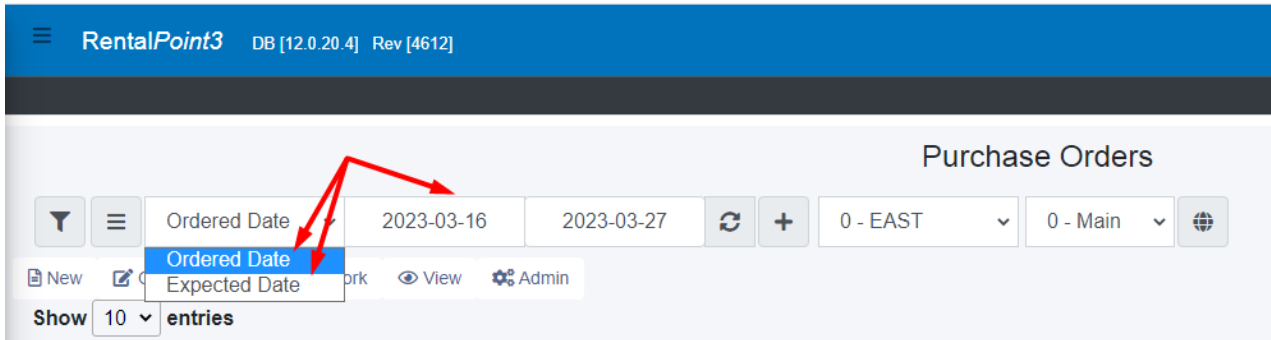 RentalPoint3 DB [12.0.20.4] Rev [4612]
Purchase Orders
Ordered Date 2023-03-16 2023-03-27 0 - EAST 0 - Main
Ordered Date
Expected Date
New View Admin
Show 10 entries